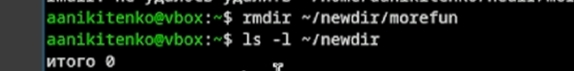 aanikitenko@vbox:~$ rmdir ~/newdir/morefun
aanikitenko@vbox:~$ ls -l ~/newdir
итого 0